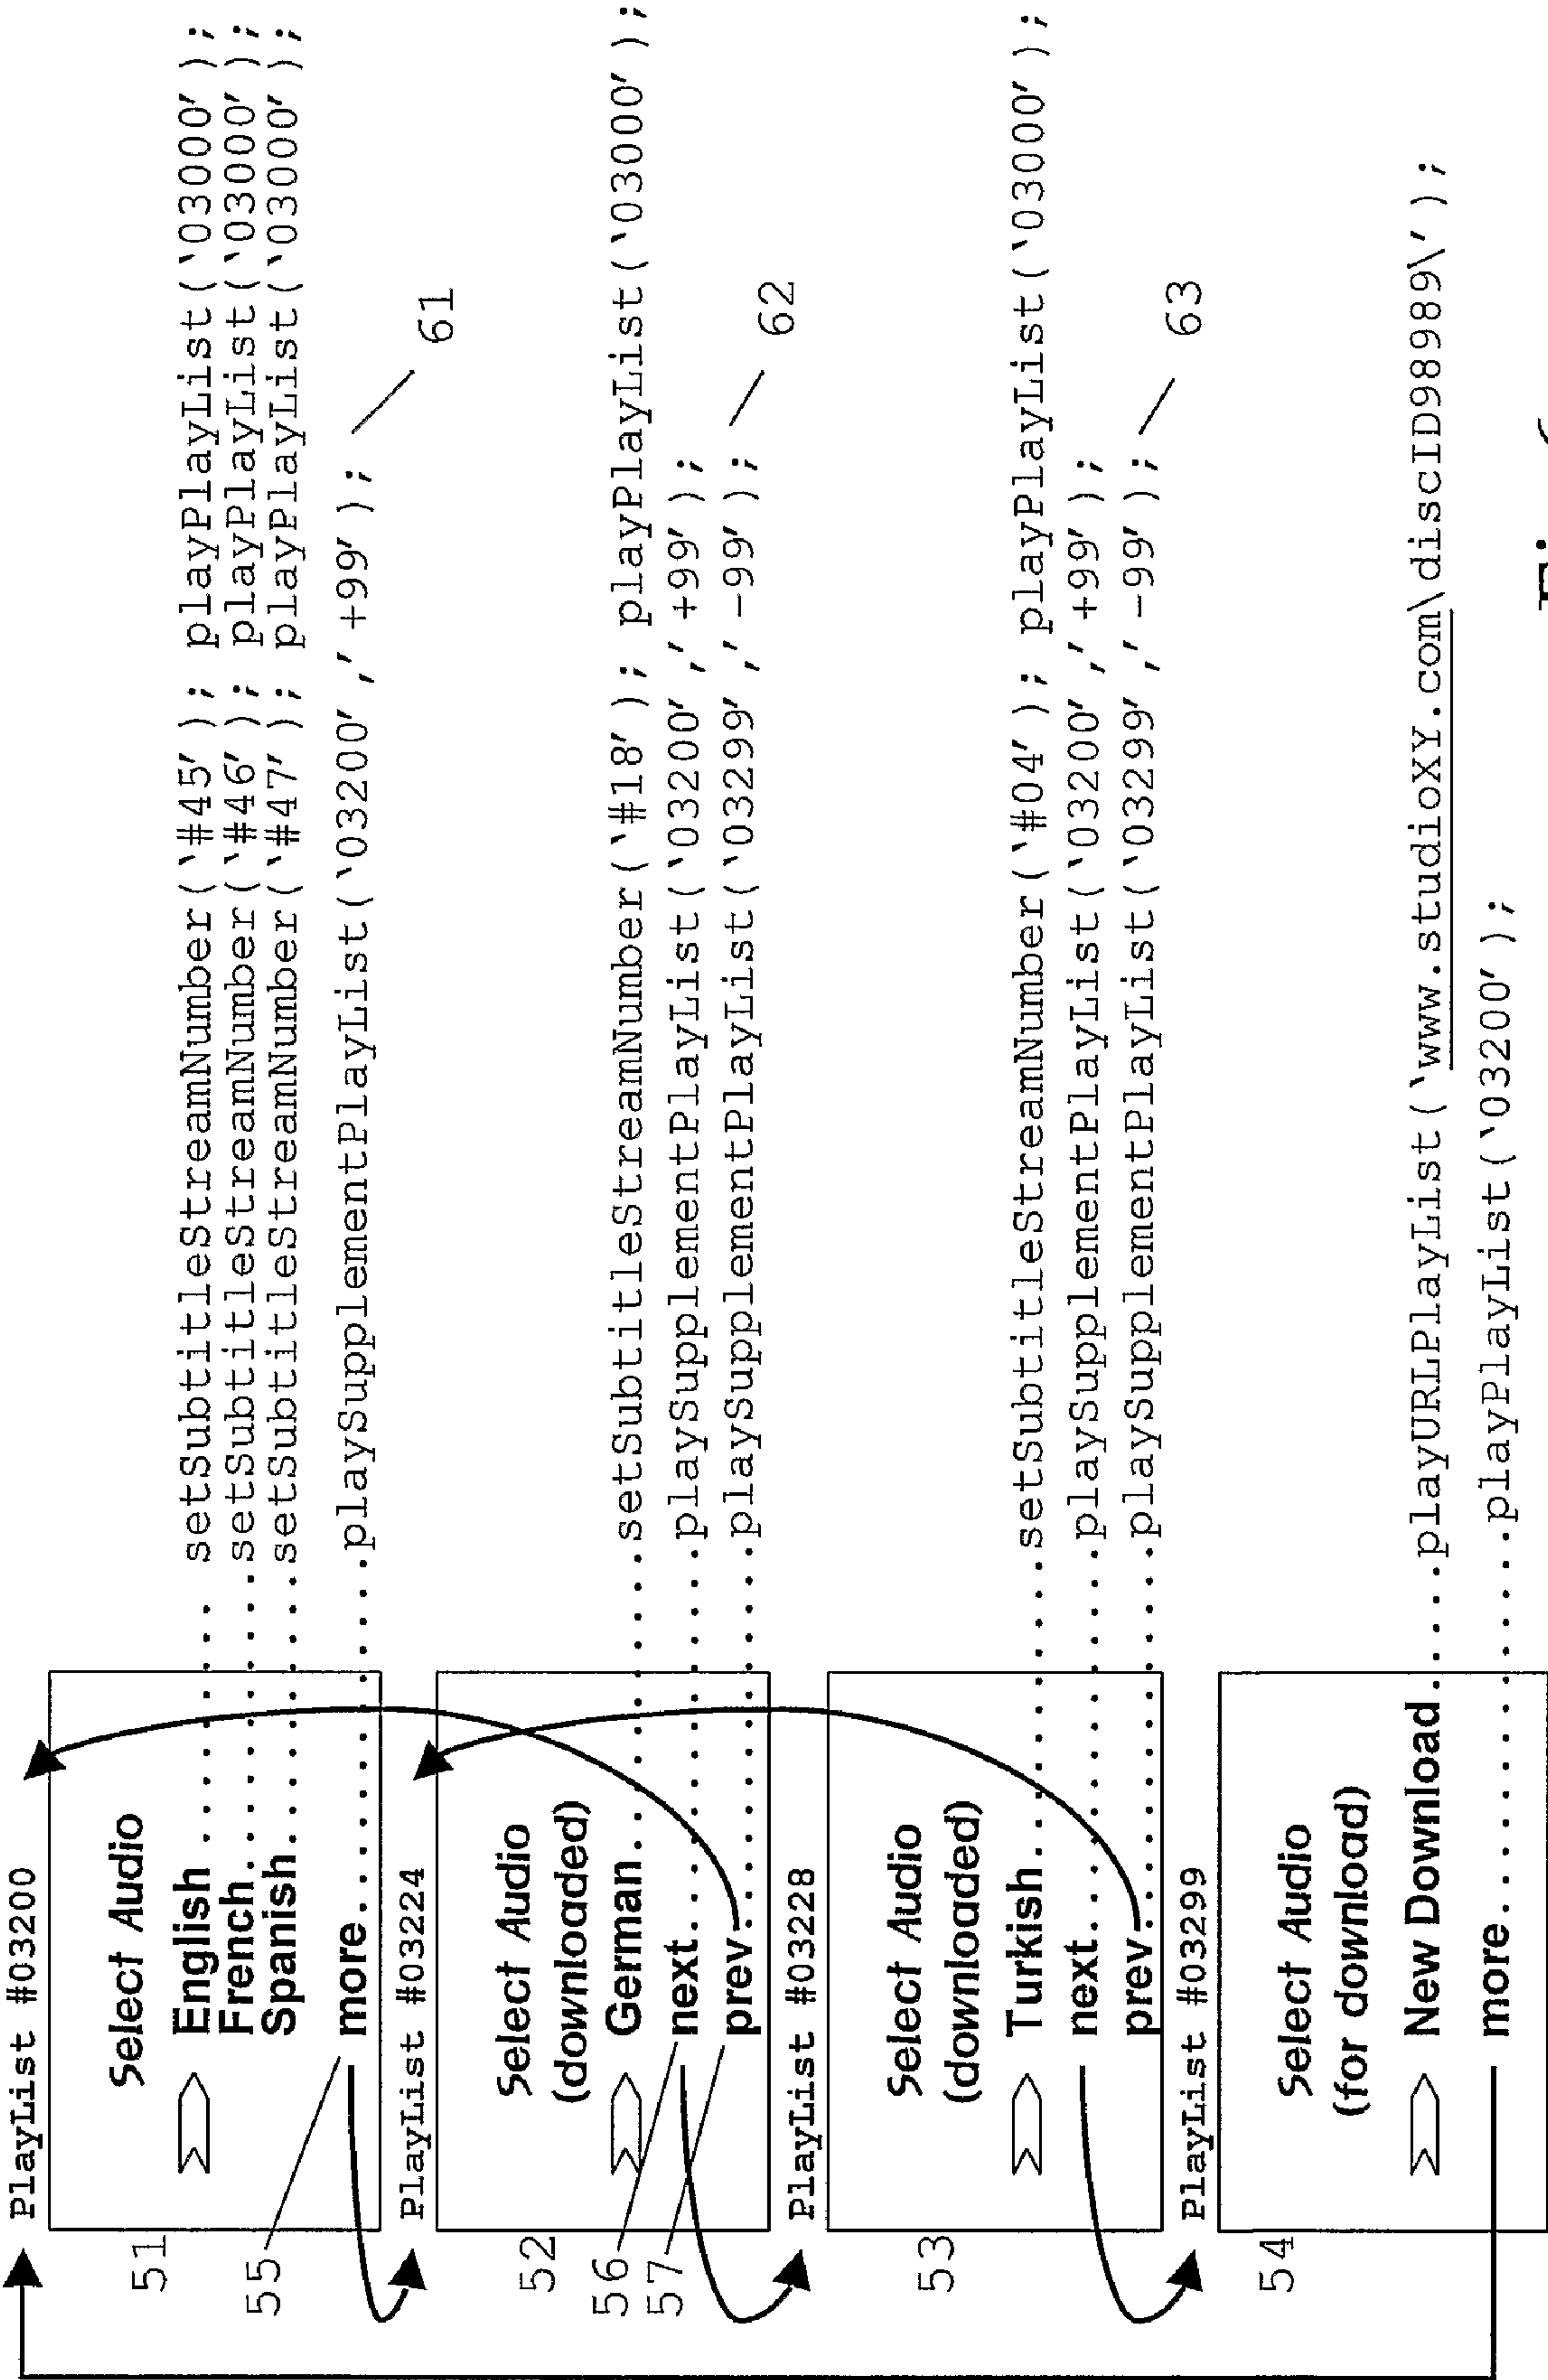 PlayList #03200
51
Select Audio
English ........ setSubtitleStreamNumber(‵#45′); playPlayList(‵03000′);
French........setSubtitleStreamNumber(‵#46′); playPlayList(‵03000′);
Spanish........setSubtitleStreamNumber(‵#47′); playPlayList(‵03000′);
55
more........playSupplementPlayList(‵03200′,′+99′);
61
PlayList #03224
52
Select Audio
(downloaded)
German........setSubtitleStreamNumber(‵#18′); playPlayList(‵03000′);
56
next........playSupplementPlayList(‵03200′,′+99′);
57
prev........playSupplementPlayList(‵03299′,′-99′);
62
PlayList #03228
53
Select Audio
(downloaded)
Turkish........setSubtitleStreamNumber(‵#04′); playPlayList(‵03000′);
next........playSupplementPlayList(‵03200′,′+99′);
prev........playSupplementPlayList(‵03299′,′-99′);
63
PlayList #03299
54
Select Audio
(for download)
New Download........playURLPlayList(‵www.studioXY.com\discID98989\′);
more........playPlayList(‵03200′);